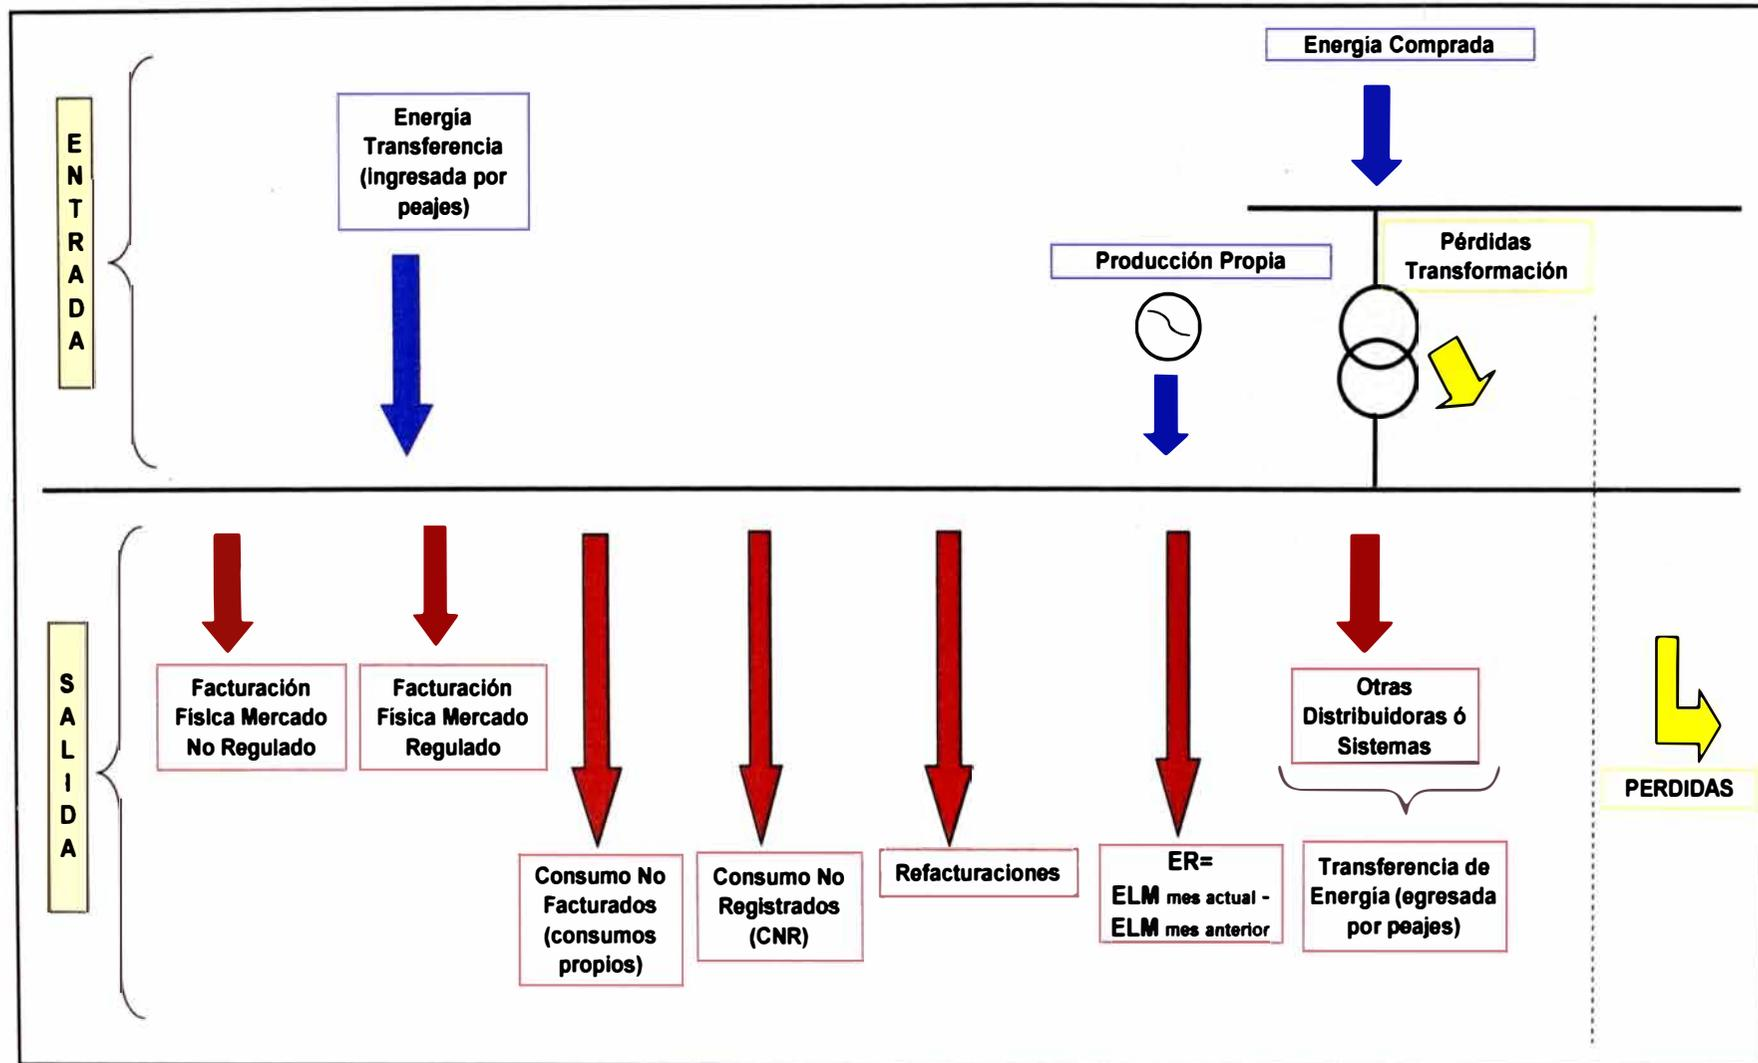 Energía Comprada
ENTRADA
Energía
Transferencia
(ingresada por
peajes)
Producción Propia
Pérdidas
Transformación
SALIDA
Facturación
Física Mercado
No Regulado
Facturación
Física Mercado
Regulado
Otras
Distribuidoras ó
Sistemas
PERDIDAS
Consumo No
Facturados
(consumos
propios)
Consumo No
Registrados
(CNR)
Refacturaciones
ER=
ELM mes actual -
ELM mes anterior
Transferencia de
Energía (egresada
por peajes)